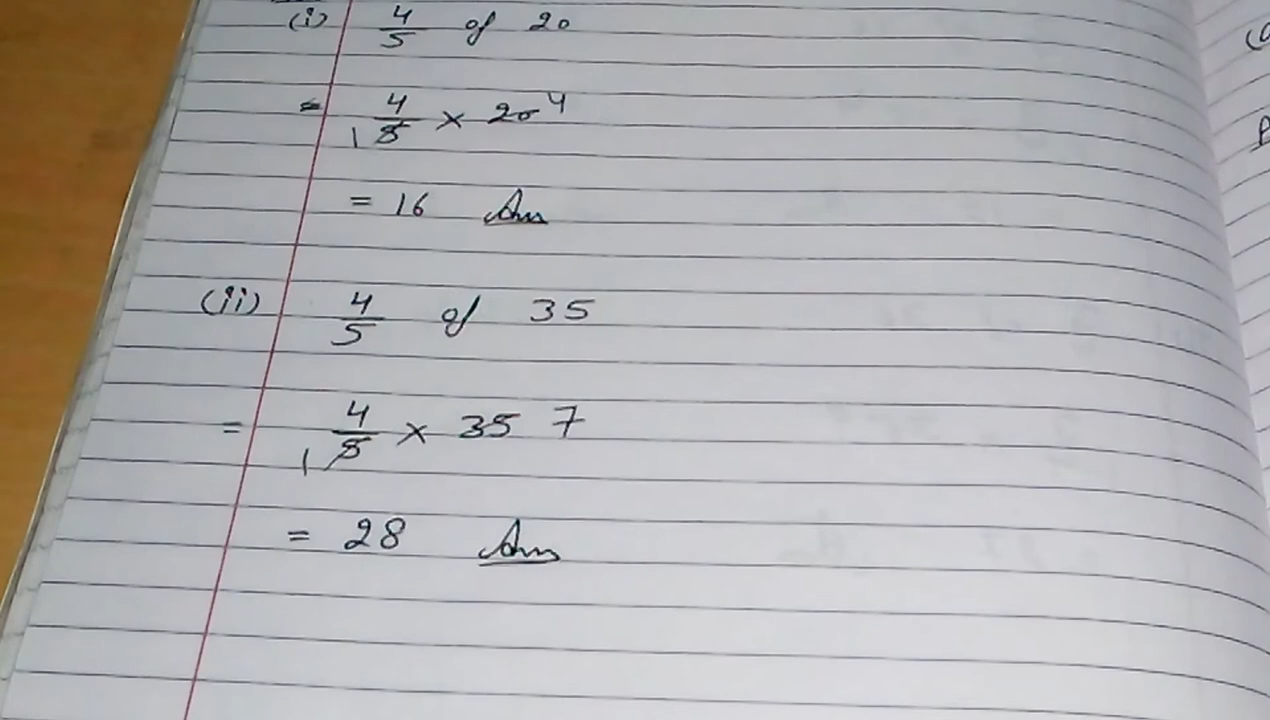 (i) 4/5 of 20
= 4/5 1 × 20 4
= 16 Ans
(ii) 4/5 of 35
= 4/5 1 × 35 7
= 28 Ans